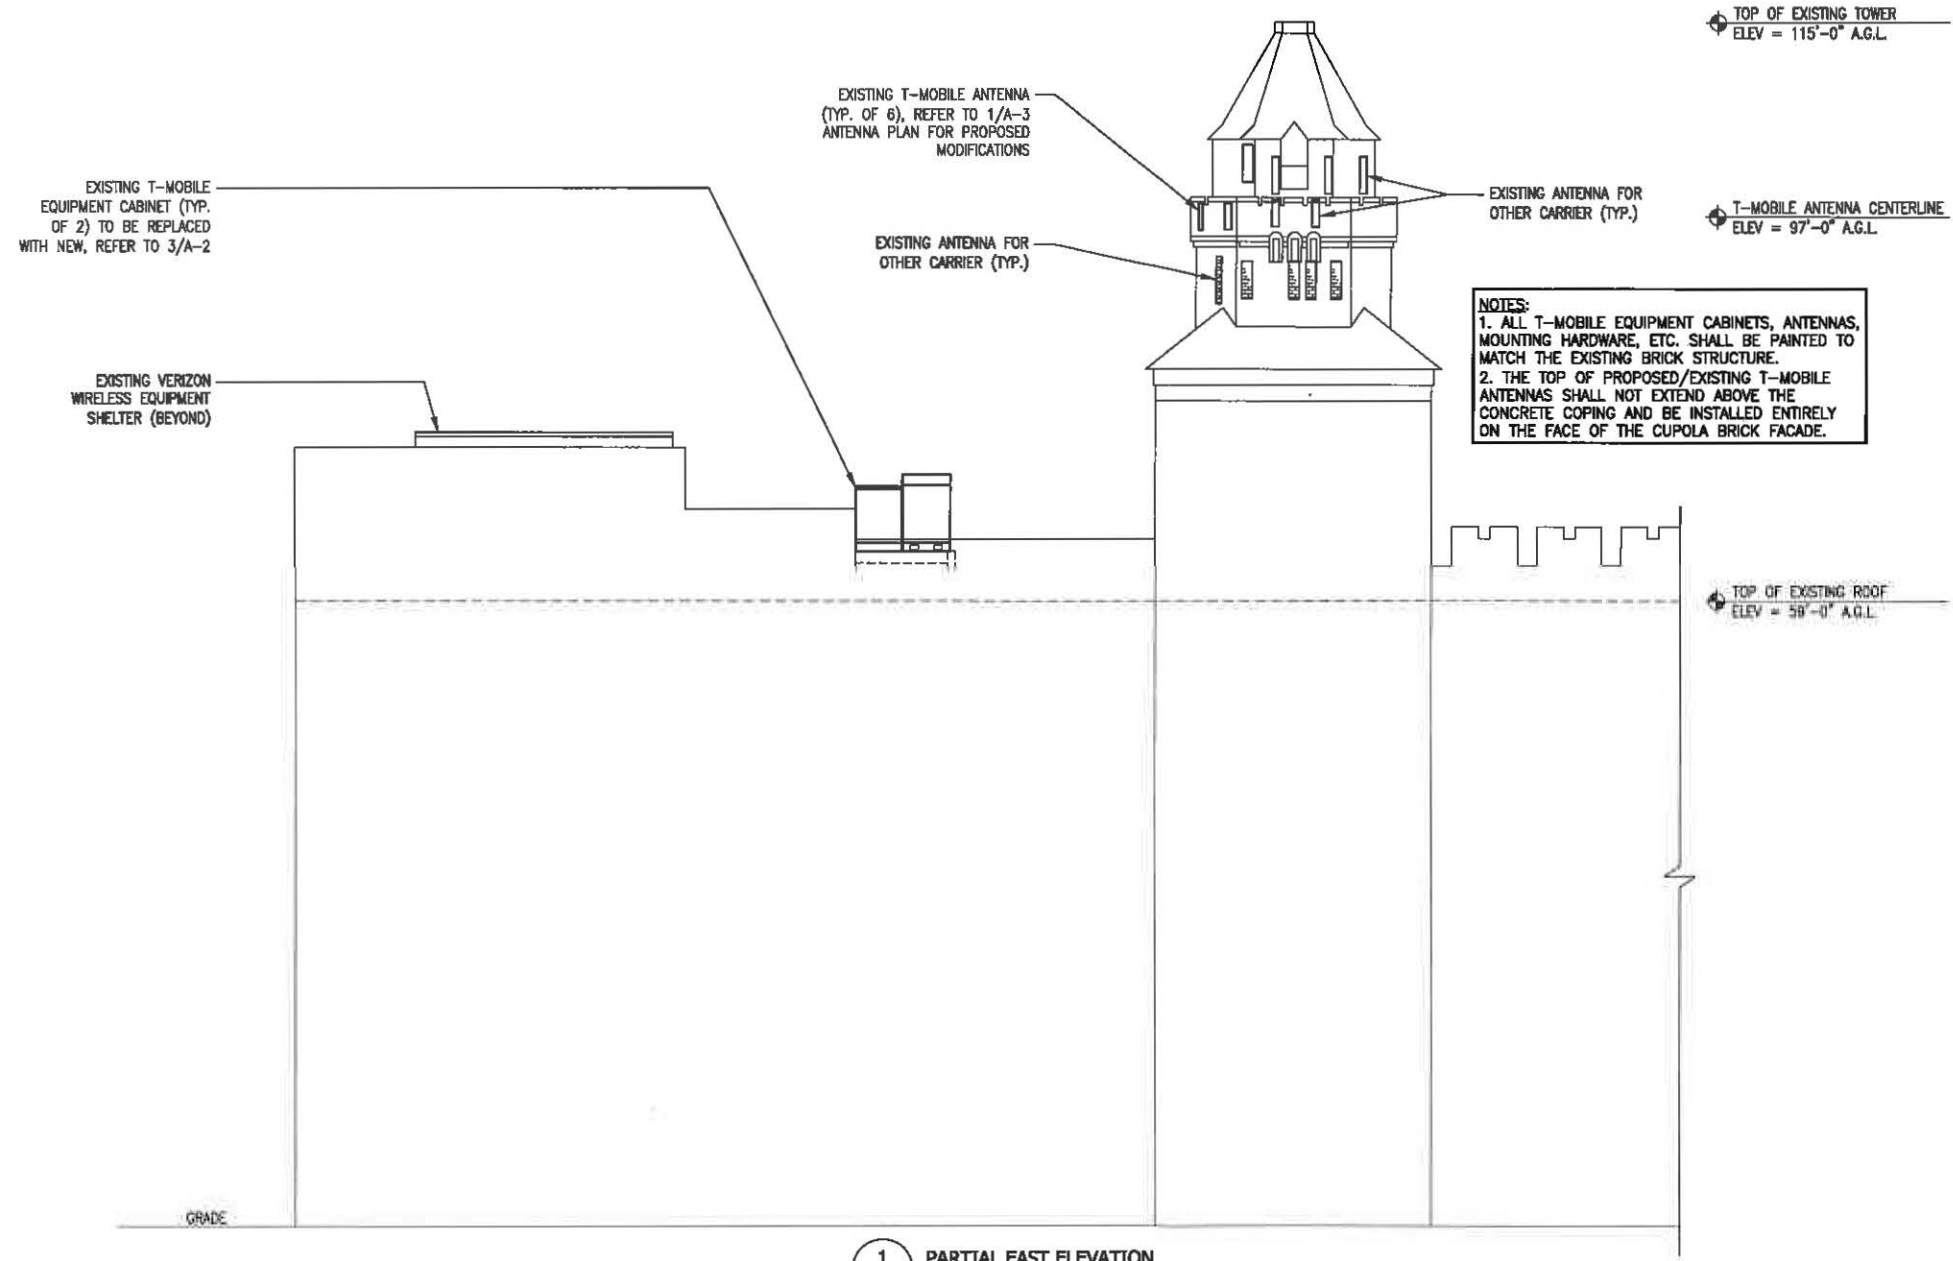 TOP OF EXISTING TOWER
ELEV = 115'-0" A.G.L.
EXISTING T-MOBILE ANTENNA
(TYP. OF 6), REFER TO 1/A-3
ANTENNA PLAN FOR PROPOSED
MODIFICATIONS
EXISTING T-MOBILE
EQUIPMENT CABINET (TYP.
OF 2) TO BE REPLACED
WITH NEW, REFER TO 3/A-2
EXISTING ANTENNA FOR
OTHER CARRIER (TYP.)
T-MOBILE ANTENNA CENTERLINE
ELEV = 97'-0" A.G.L.
EXISTING ANTENNA FOR
OTHER CARRIER (TYP.)
NOTES:
1. ALL T-MOBILE EQUIPMENT CABINETS, ANTENNAS,
MOUNTING HARDWARE, ETC. SHALL BE PAINTED TO
MATCH THE EXISTING BRICK STRUCTURE.
2. THE TOP OF PROPOSED/EXISTING T-MOBILE
ANTENNAS SHALL NOT EXTEND ABOVE THE
CONCRETE COPING AND BE INSTALLED ENTIRELY
ON THE FACE OF THE CUPOLA BRICK FACADE.
EXISTING VERIZON
WIRELESS EQUIPMENT
SHELTER (BEYOND)
TOP OF EXISTING ROOF
ELEV = 59'-0" A.G.L.
GRADE
1 PARTIAL EAST ELEVATION